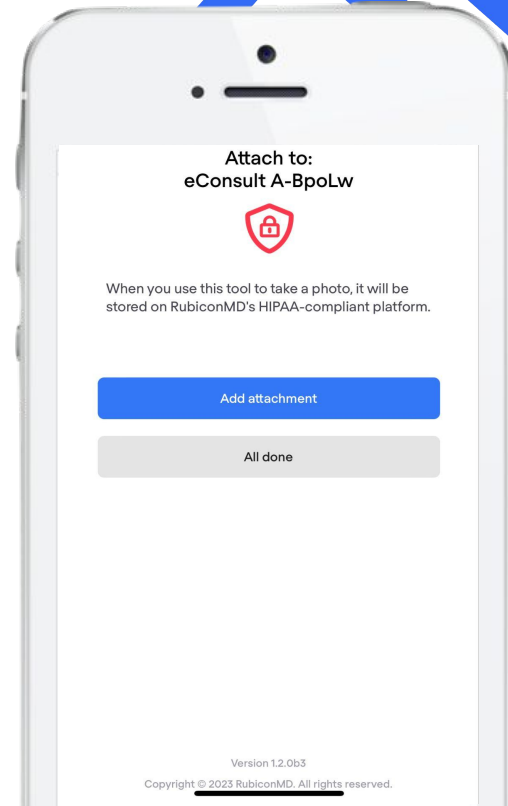 Attach to:
eConsult A-BpoLw
When you use this tool to take a photo, it will be
stored on RubiconMD's HIPAA-compliant platform.
Add attachment
All done
Version 1.2.0b3
Copyright © 2023 RubiconMD. All rights reserved.